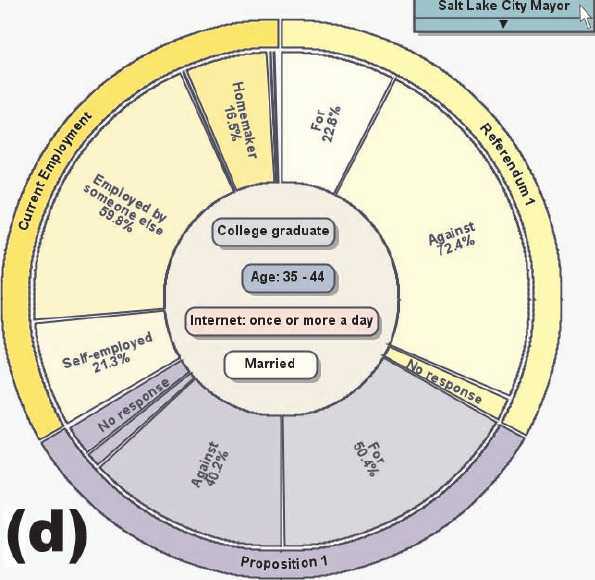 Salt Lake City Mayor
Current Employment
Homemaker
16.5%
For
22.8%
Referendum 1
Employed by
someone else
59.8%
Against
72.4%
College graduate
Age: 35 - 44
Internet: once or more a day
Married
Self-employed
21.3%
No response
No response
Against
40.2%
For
50.4%
Proposition 1
(d)